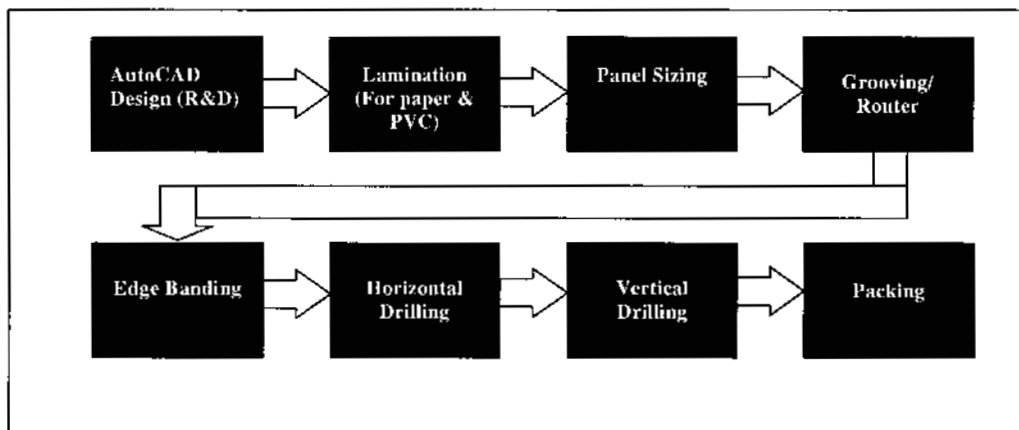 AutoCAD
Design (R&D)
Lamination
(For paper &
PVC)
Panel Sizing
Grooving/
Router
Edge Banding
Horizontal
Drilling
Vertical
Drilling
Packing